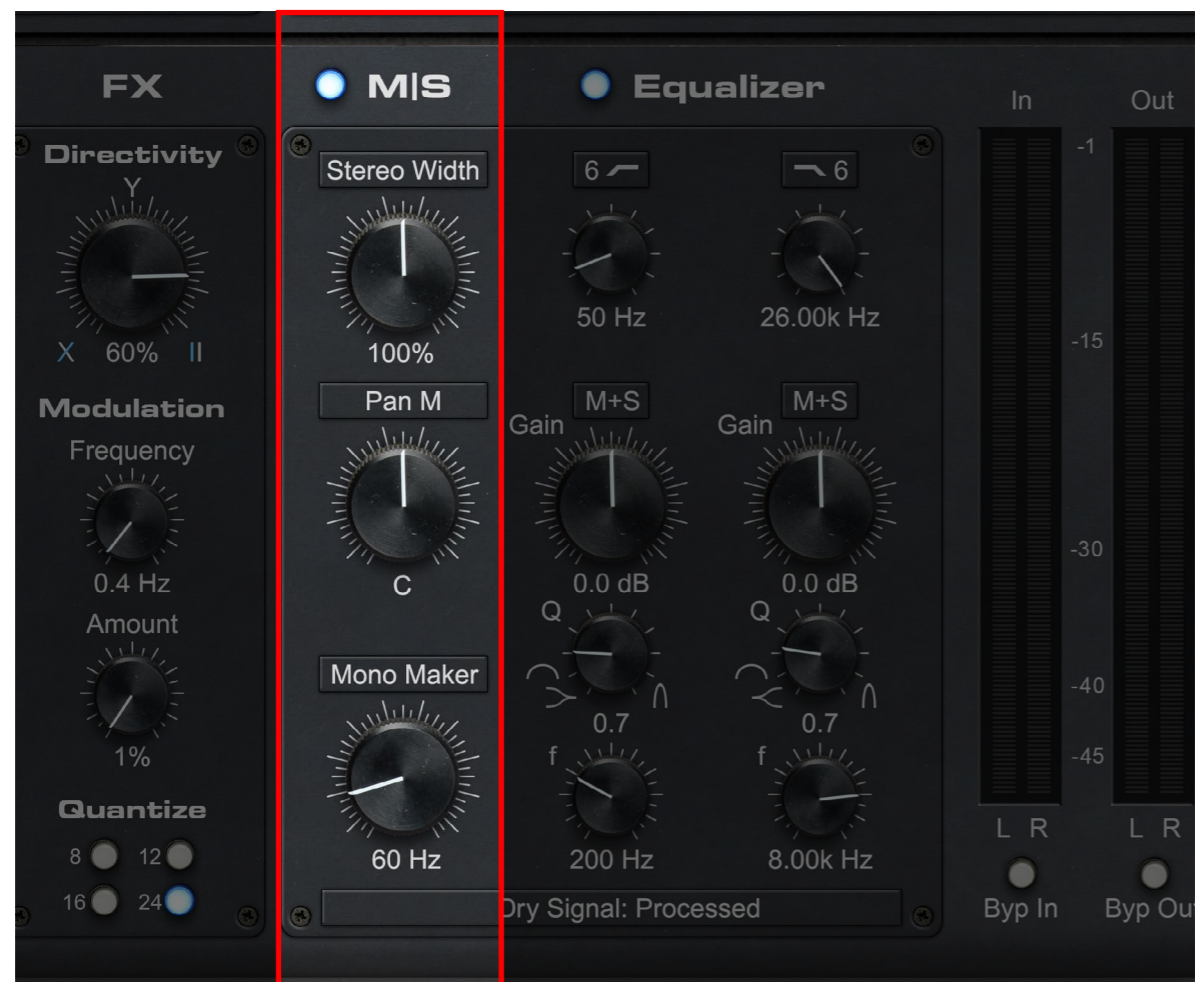 FX
Directivity
Y
X 60% II
Modulation
Frequency
0.4 Hz
Amount
1%
Quantize
8 12
16 24
M|S
Stereo Width
100%
Pan M
C
Mono Maker
60 Hz
Equalizer
6 6
50 Hz 26.00k Hz
M+S M+S
Gain Gain
0.0 dB 0.0 dB
Q Q
0.7 0.7
f f
200 Hz 8.00k Hz
Dry Signal: Processed
In Out
-1
-15
-30
-40
-45
L R L R
Byp In Byp Out